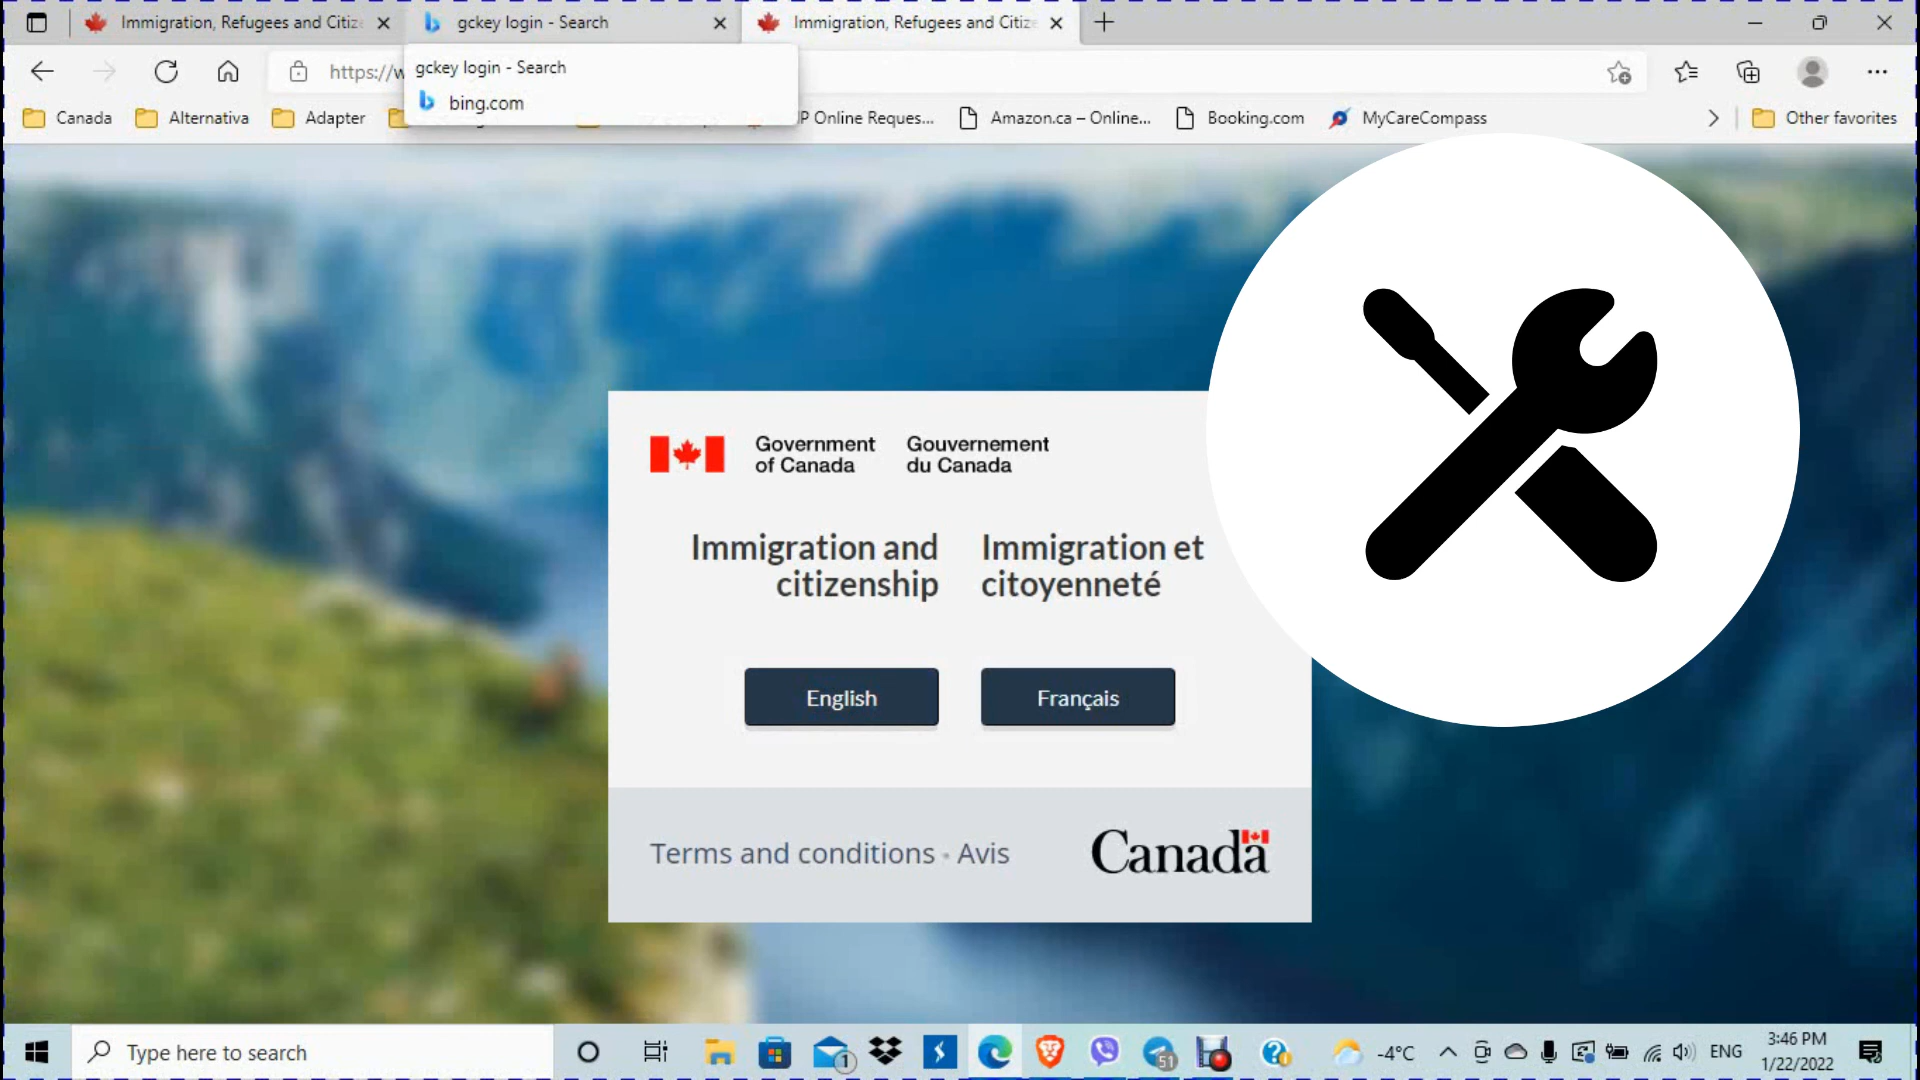 Immigration, Refugees and Citiz
gckey login - Search
Immigration, Refugees and Citiz
https://w
gckey login - Search
bing.com
Canada
Alternativa
Adapter
P Online Reques...
Amazon.ca – Online...
Booking.com
MyCareCompass
Other favorites
Government of Canada
Gouvernement du Canada
Immigration and
citizenship
Immigration et
citoyenneté
English
Français
Terms and conditions • Avis
Canada
Type here to search
1
51
-4°C
ENG
3:46 PM
1/22/2022